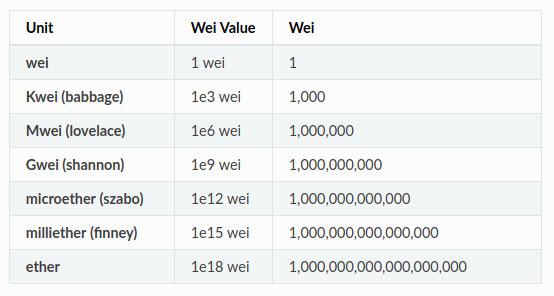 Unit Wei Value Wei
wei 1 wei 1
Kwei (babbage) 1e3 wei 1,000
Mwei (lovelace) 1e6 wei 1,000,000
Gwei (shannon) 1e9 wei 1,000,000,000
microether (szabo) 1e12 wei 1,000,000,000,000
milliether (finney) 1e15 wei 1,000,000,000,000,000
ether 1e18 wei 1,000,000,000,000,000,000